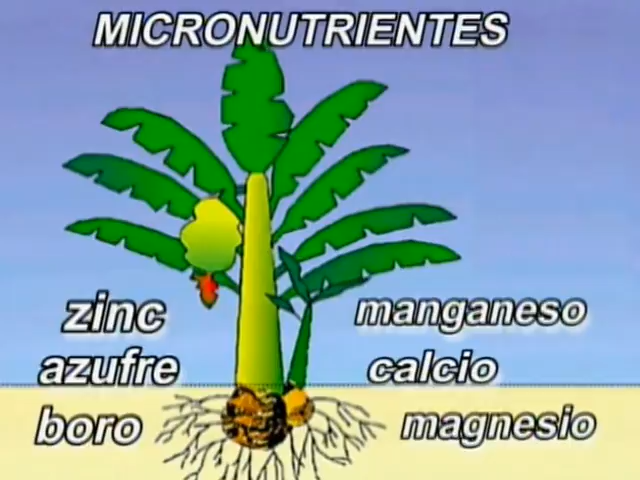 MICRONUTRIENTES
zinc
azufre
boro
manganeso
calcio
magnesio